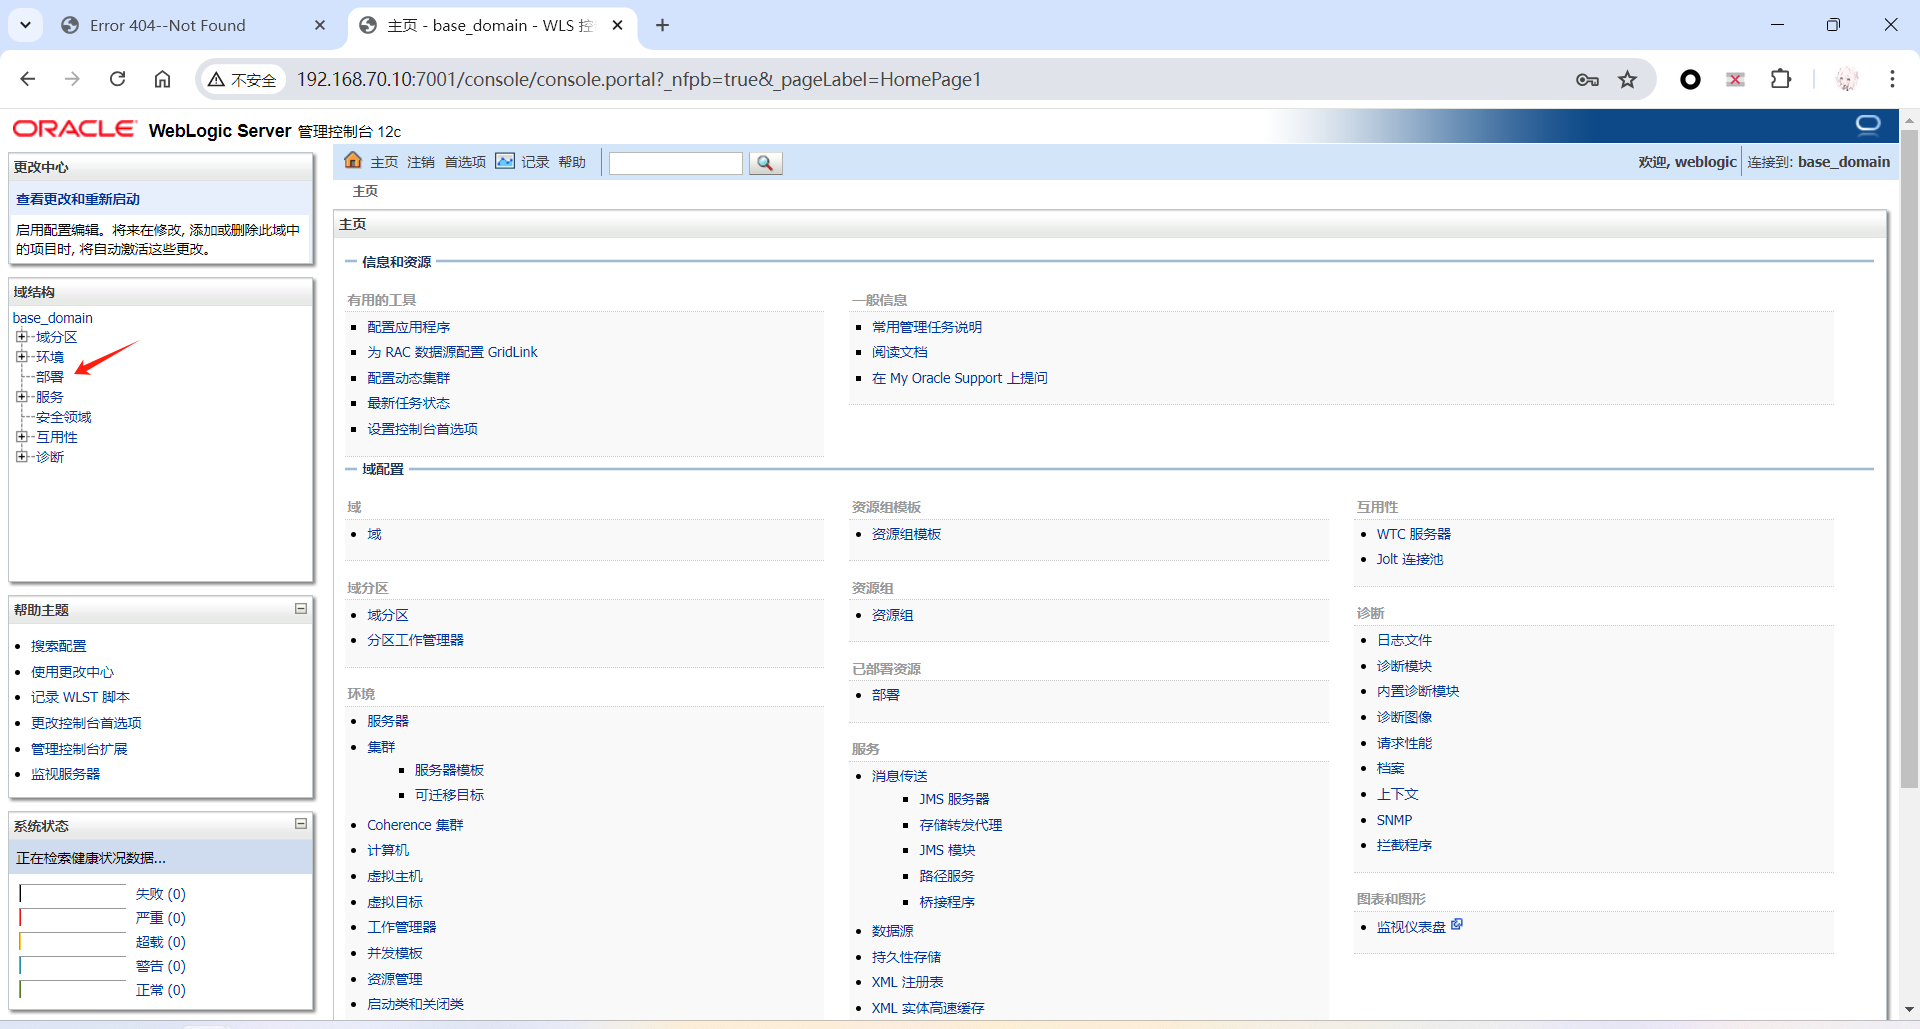 Error 404--Not Found
主页 - base_domain - WLS 控
不安全
192.168.70.10:7001/console/console.portal?_nfpb=true&_pageLabel=HomePage1
ORACLE WebLogic Server 管理控制台 12c
更改中心
查看更改和重新启动
启用配置编辑。将来在修改, 添加或删除此域中
的项目时, 将自动激活这些更改。
域结构
base_domain
域分区
环境
部署
服务
安全领域
互用性
诊断
帮助主题
搜索配置
使用更改中心
记录 WLST 脚本
更改控制台首选项
管理控制台扩展
监视服务器
系统状态
正在检索健康状况数据...
失败 (0)
严重 (0)
超载 (0)
警告 (0)
正常 (0)
主页 注销 首选项 记录 帮助
欢迎, weblogic 连接到: base_domain
主页
主页
信息和资源
有用的工具
配置应用程序
为 RAC 数据源配置 GridLink
配置动态集群
最新任务状态
设置控制台首选项
一般信息
常用管理任务说明
阅读文档
在 My Oracle Support 上提问
域配置
域
域
域分区
域分区
分区工作管理器
环境
服务器
集群
服务器模板
可迁移目标
Coherence 集群
计算机
虚拟主机
虚拟目标
工作管理器
并发模板
资源管理
启动类和关闭类
资源组模板
资源组模板
资源组
资源组
已部署资源
部署
服务
消息传送
JMS 服务器
存储转发代理
JMS 模块
路径服务
桥接程序
数据源
持久性存储
XML 注册表
XML 实体高速缓存
互用性
WTC 服务器
Jolt 连接池
诊断
日志文件
诊断模块
内置诊断模块
诊断图像
请求性能
档案
上下文
SNMP
拦截程序
图表和图形
监视仪表盘